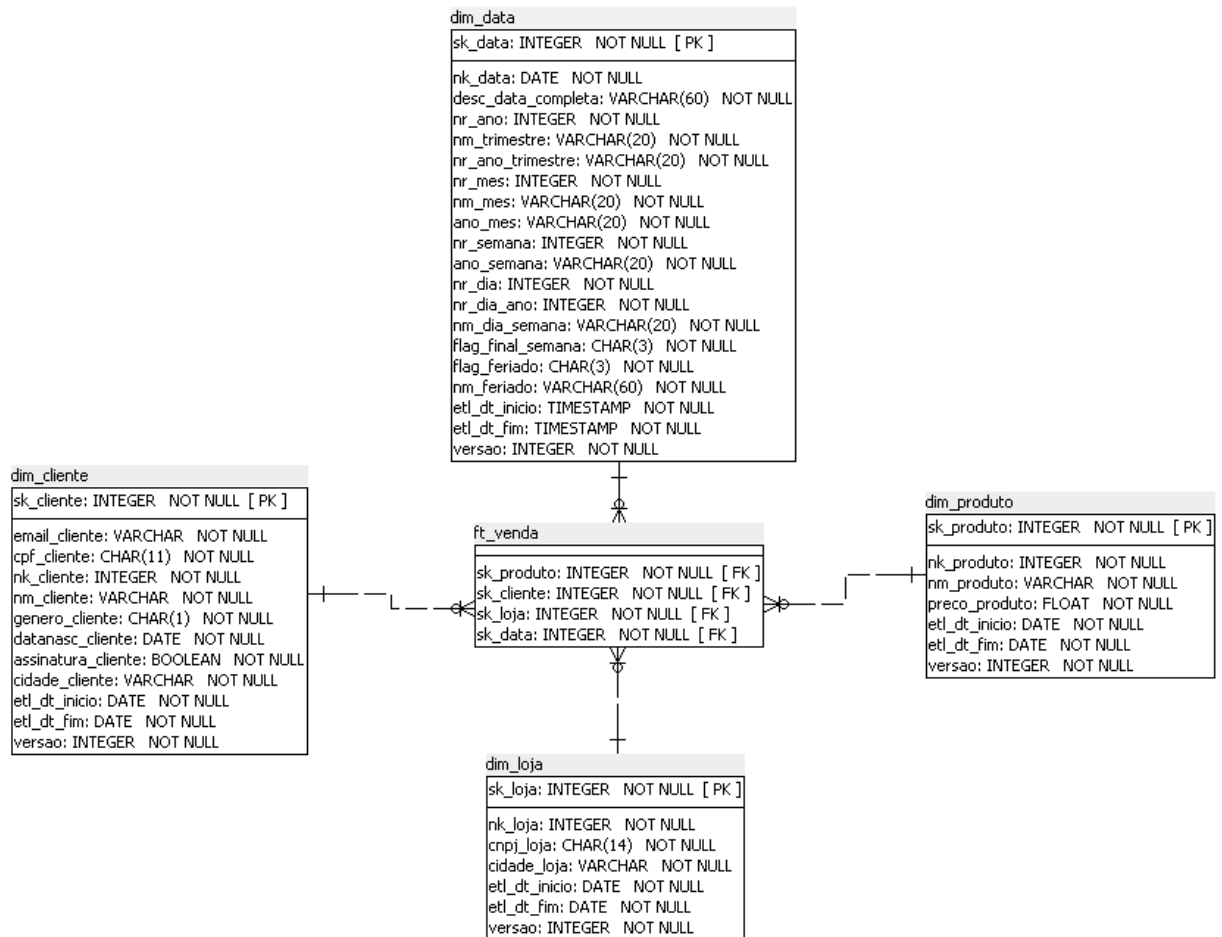 dim_data
sk_data: INTEGER NOT NULL [ PK ]
nk_data: DATE NOT NULL
desc_data_completa: VARCHAR(60) NOT NULL
nr_ano: INTEGER NOT NULL
nm_trimestre: VARCHAR(20) NOT NULL
nr_ano_trimestre: VARCHAR(20) NOT NULL
nr_mes: INTEGER NOT NULL
nm_mes: VARCHAR(20) NOT NULL
ano_mes: VARCHAR(20) NOT NULL
nr_semana: INTEGER NOT NULL
ano_semana: VARCHAR(20) NOT NULL
nr_dia: INTEGER NOT NULL
nr_dia_ano: INTEGER NOT NULL
nm_dia_semana: VARCHAR(20) NOT NULL
flag_final_semana: CHAR(3) NOT NULL
flag_feriado: CHAR(3) NOT NULL
nm_feriado: VARCHAR(60) NOT NULL
etl_dt_inicio: TIMESTAMP NOT NULL
etl_dt_fim: TIMESTAMP NOT NULL
versao: INTEGER NOT NULL
dim_cliente
sk_cliente: INTEGER NOT NULL [ PK ]
email_cliente: VARCHAR NOT NULL
cpf_cliente: CHAR(11) NOT NULL
nk_cliente: INTEGER NOT NULL
nm_cliente: VARCHAR NOT NULL
genero_cliente: CHAR(1) NOT NULL
datanasc_cliente: DATE NOT NULL
assinatura_cliente: BOOLEAN NOT NULL
cidade_cliente: VARCHAR NOT NULL
etl_dt_inicio: DATE NOT NULL
etl_dt_fim: DATE NOT NULL
versao: INTEGER NOT NULL
ft_venda
sk_produto: INTEGER NOT NULL [ FK ]
sk_cliente: INTEGER NOT NULL [ FK ]
sk_loja: INTEGER NOT NULL [ FK ]
sk_data: INTEGER NOT NULL [ FK ]
dim_produto
sk_produto: INTEGER NOT NULL [ PK ]
nk_produto: INTEGER NOT NULL
nm_produto: VARCHAR NOT NULL
preco_produto: FLOAT NOT NULL
etl_dt_inicio: DATE NOT NULL
etl_dt_fim: DATE NOT NULL
versao: INTEGER NOT NULL
dim_loja
sk_loja: INTEGER NOT NULL [ PK ]
nk_loja: INTEGER NOT NULL
cnpj_loja: CHAR(14) NOT NULL
cidade_loja: VARCHAR NOT NULL
etl_dt_inicio: DATE NOT NULL
etl_dt_fim: DATE NOT NULL
versao: INTEGER NOT NULL